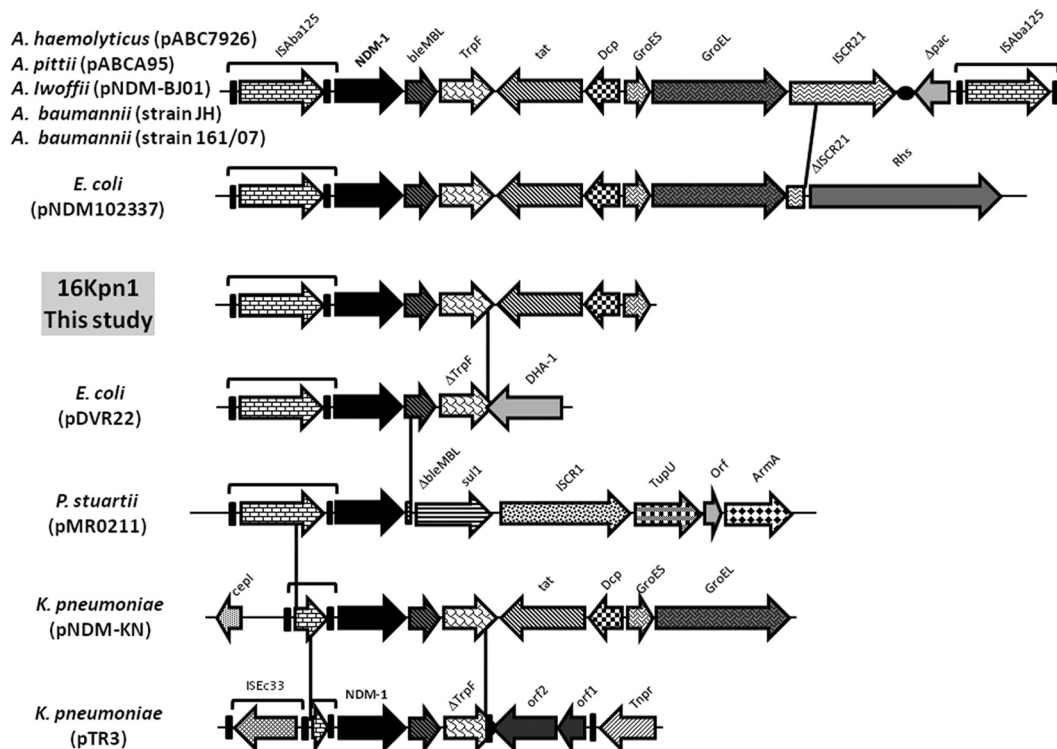 A. haemolyticus (pABC7926)
A. pittii (pABCA95)
A. lwoffii (pNDM-BJ01)
A. baumannii (strain JH)
A. baumannii (strain 161/07)
ISAba125 NDM-1 bleMBL TrpF tat Dcp GroES GroEL ISCR21 Δpac ISAba125
E. coli
(pNDM102337)
ΔISCR21 Rhs
16Kpn1
This study
E. coli
(pDVR22)
ΔTrpF DHA-1
P. stuartii
(pMR0211)
ΔbleMBL sul1 ISCR1 TupU Orf ArmA
K. pneumoniae
(pNDM-KN)
cepI tat Dcp GroES GroEL
K. pneumoniae
(pTR3)
ISEc33 NDM-1 ΔTrpF orf2 orf1 Tnpr